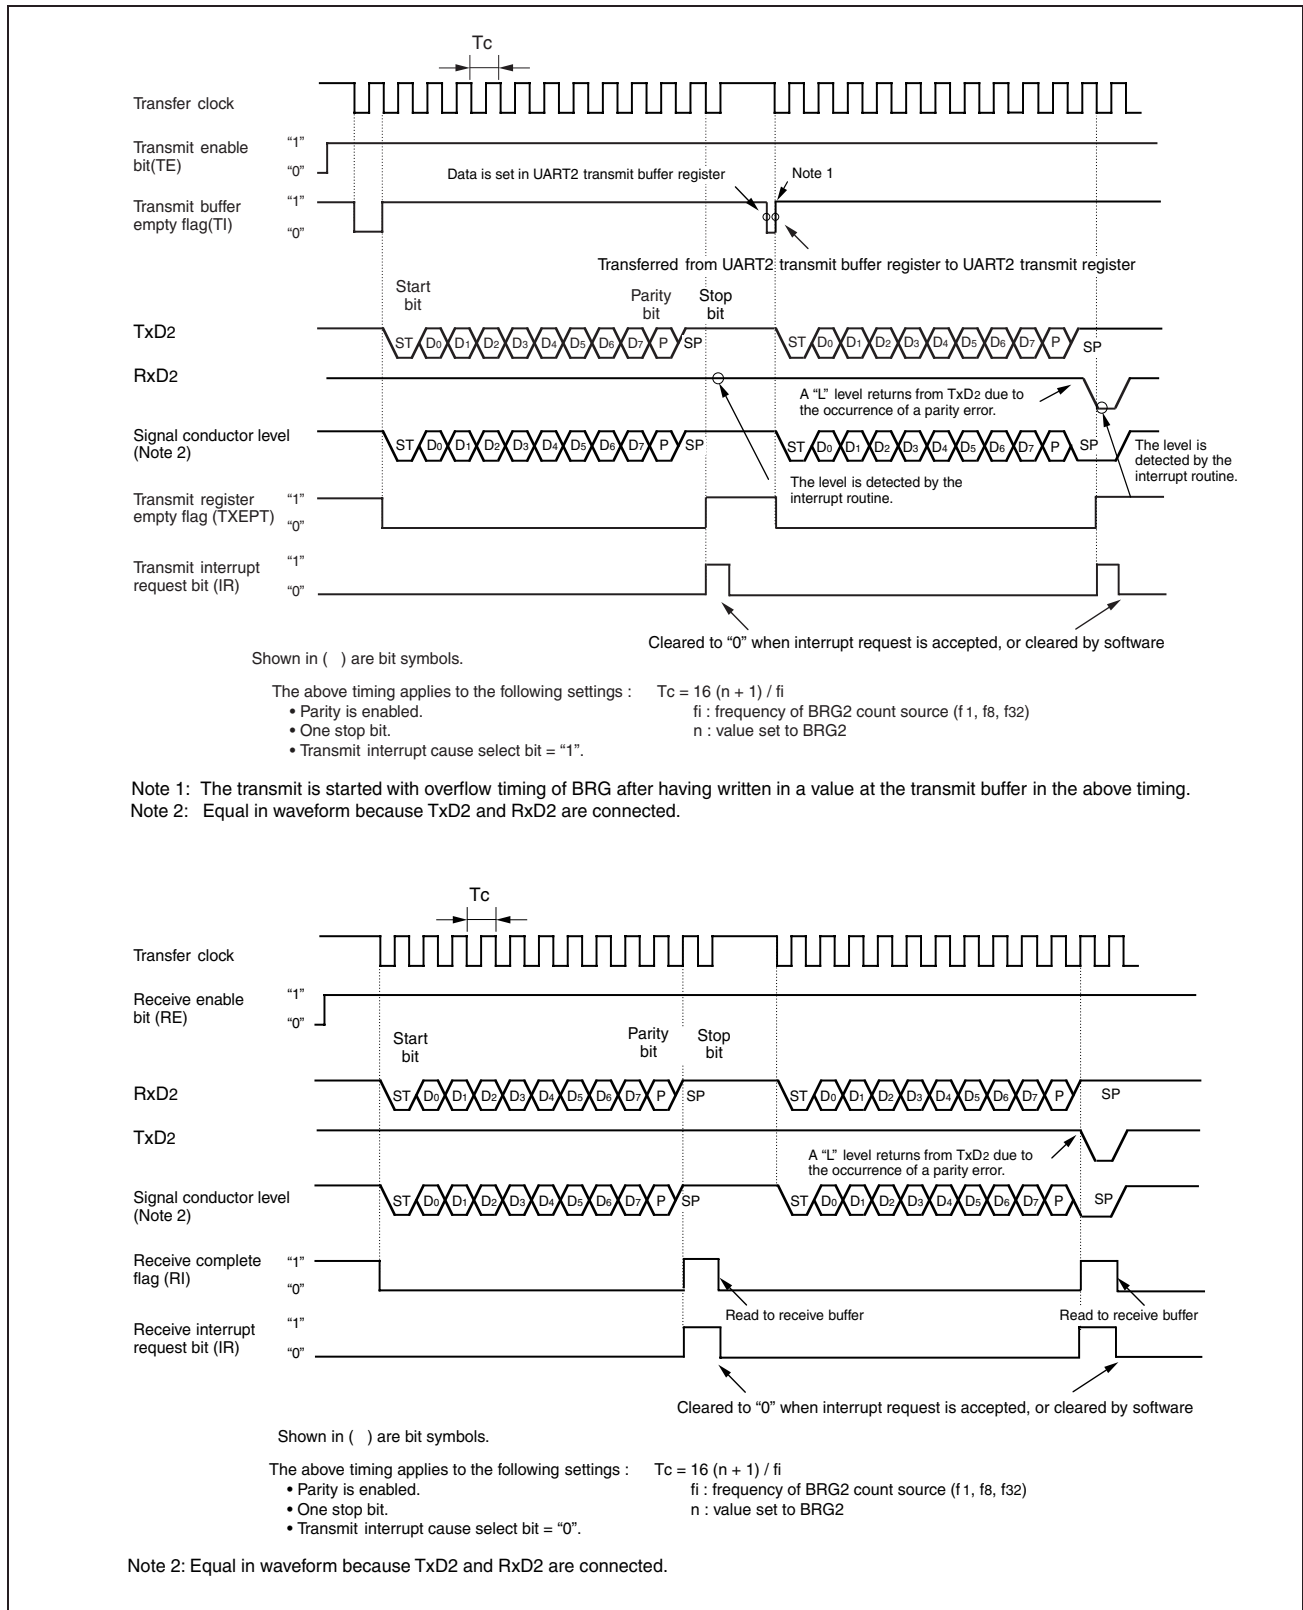 Tc
Transfer clock
Transmit enable
bit(TE)
“1”
“0”
Data is set in UART2 transmit buffer register
Note 1
Transmit buffer
empty flag(TI)
“1”
“0”
Transferred from UART2 transmit buffer register to UART2 transmit register
Start
bit
Parity
bit
Stop
bit
TxD2
ST D0 D1 D2 D3 D4 D5 D6 D7 P SP
ST D0 D1 D2 D3 D4 D5 D6 D7 P SP
RxD2
A “L” level returns from TxD2 due to
the occurrence of a parity error.
Signal conductor level
(Note 2)
ST D0 D1 D2 D3 D4 D5 D6 D7 P SP
ST D0 D1 D2 D3 D4 D5 D6 D7 P SP
The level is
detected by the
interrupt routine.
The level is detected by the
interrupt routine.
Transmit register
empty flag (TXEPT)
“1”
“0”
Transmit interrupt
request bit (IR)
“1”
“0”
Cleared to “0” when interrupt request is accepted, or cleared by software
Shown in ( ) are bit symbols.
The above timing applies to the following settings :
• Parity is enabled.
• One stop bit.
• Transmit interrupt cause select bit = “1”.
Tc = 16 (n + 1) / fi
fi : frequency of BRG2 count source (f1, f8, f32)
n : value set to BRG2
Note 1: The transmit is started with overflow timing of BRG after having written in a value at the transmit buffer in the above timing.
Note 2: Equal in waveform because TxD2 and RxD2 are connected.
Tc
Transfer clock
Receive enable
bit (RE)
“1”
“0”
Start
bit
Parity
bit
Stop
bit
RxD2
ST D0 D1 D2 D3 D4 D5 D6 D7 P SP
ST D0 D1 D2 D3 D4 D5 D6 D7 P SP
TxD2
A “L” level returns from TxD2 due to
the occurrence of a parity error.
Signal conductor level
(Note 2)
ST D0 D1 D2 D3 D4 D5 D6 D7 P SP
ST D0 D1 D2 D3 D4 D5 D6 D7 P SP
Receive complete
flag (RI)
“1”
“0”
Read to receive buffer
Read to receive buffer
Receive interrupt
request bit (IR)
“1”
“0”
Cleared to “0” when interrupt request is accepted, or cleared by software
Shown in ( ) are bit symbols.
The above timing applies to the following settings :
• Parity is enabled.
• One stop bit.
• Transmit interrupt cause select bit = “0”.
Tc = 16 (n + 1) / fi
fi : frequency of BRG2 count source (f1, f8, f32)
n : value set to BRG2
Note 2: Equal in waveform because TxD2 and RxD2 are connected.